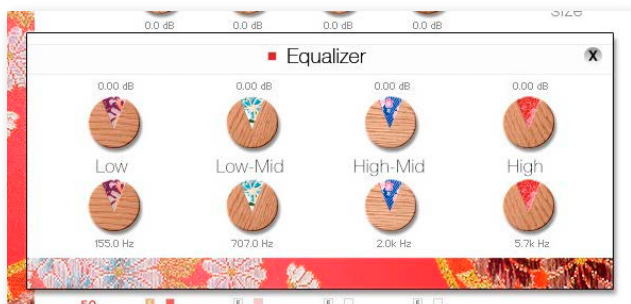 Size
0.0 dB 0.0 dB 0.0 dB 0.0 dB
Equalizer X
0.00 dB 0.00 dB 0.00 dB 0.00 dB
Low Low-Mid High-Mid High
155.0 Hz 707.0 Hz 2.0k Hz 5.7k Hz